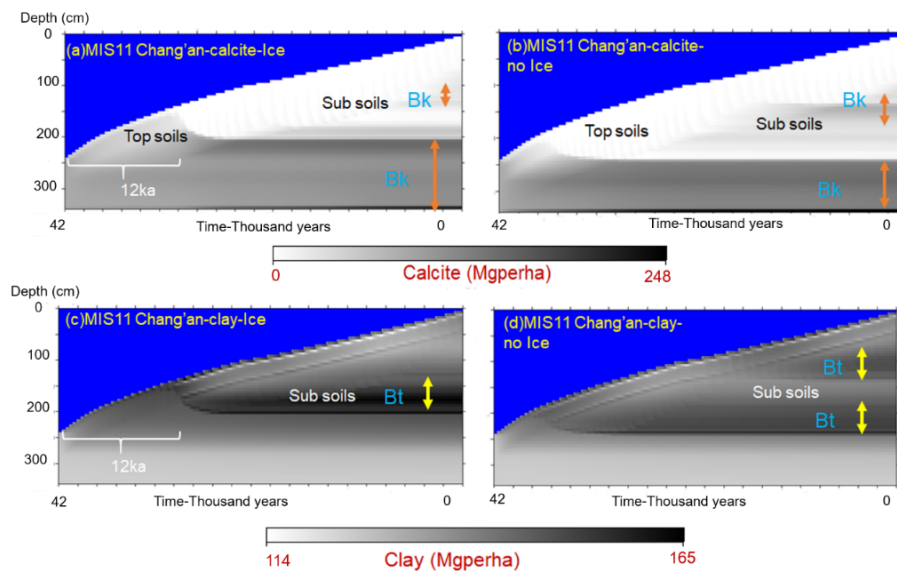 Depth (cm)
0
100
200
300
(a)MIS11 Chang'an-calcite-Ice
Bk
Sub soils
Top soils
12ka
Bk
42
Time-Thousand years
0
(b)MIS11 Chang'an-calcite-
no Ice
Bk
Top soils
Sub soils
Bk
42
Time-Thousand years
0
0
Calcite (Mgperha)
248
Depth (cm)
0
100
200
300
(c)MIS11 Chang'an-clay-Ice
Sub soils
Bt
12ka
42
Time-Thousand years
0
(d)MIS11 Chang'an-clay-
no Ice
Bt
Sub soils
Bt
42
Time-Thousand years
0
114
Clay (Mgperha)
165